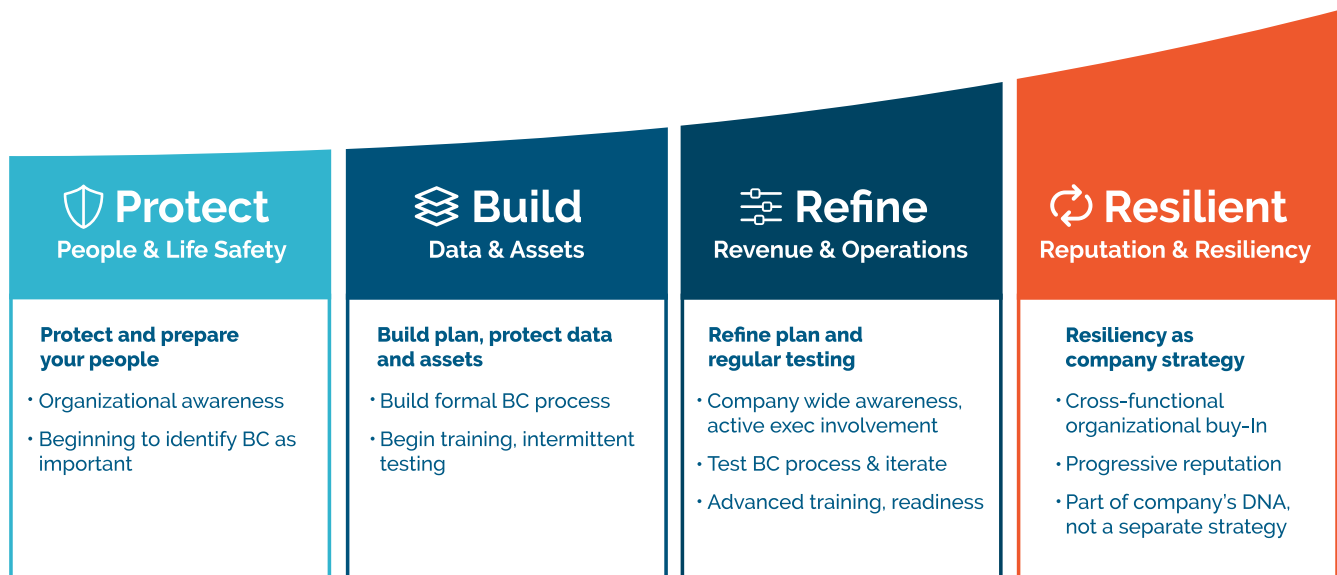 Protect
People & Life Safety
Protect and prepare
your people
• Organizational awareness
• Beginning to identify BC as
important
Build
Data & Assets
Build plan, protect data
and assets
• Build formal BC process
• Begin training, intermittent
testing
Refine
Revenue & Operations
Refine plan and
regular testing
• Company wide awareness,
active exec involvement
• Test BC process & iterate
• Advanced training, readiness
Resilient
Reputation & Resiliency
Resiliency as
company strategy
• Cross-functional
organizational buy-In
• Progressive reputation
• Part of company's DNA,
not a separate strategy